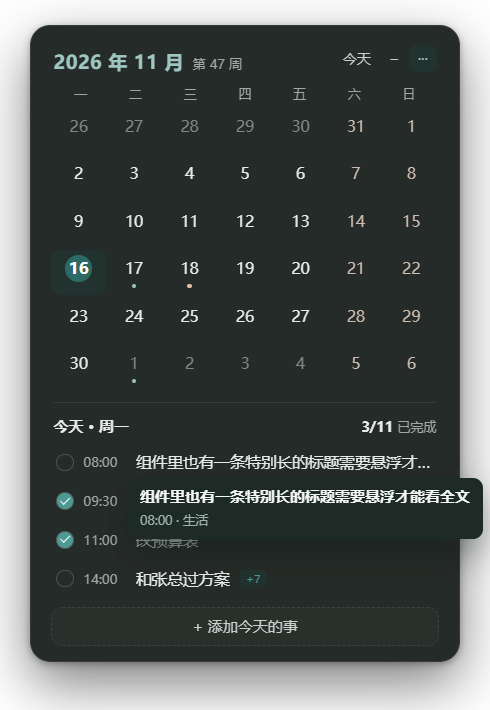 2026 年 11 月 第 47 周 今天 – ···
一 二 三 四 五 六 日
26 27 28 29 30 31 1
2 3 4 5 6 7 8
9 10 11 12 13 14 15
16 17 18 19 20 21 22
23 24 25 26 27 28 29
30 1 2 3 4 5 6
今天 • 周一 3/11 已完成
08:00 组件里也有一条特别长的标题需要悬浮才...
组件里也有一条特别长的标题需要悬浮才能看全文
09:30
08:00 · 生活
11:00 改预算表
14:00 和张总过方案 +7
+ 添加今天的事